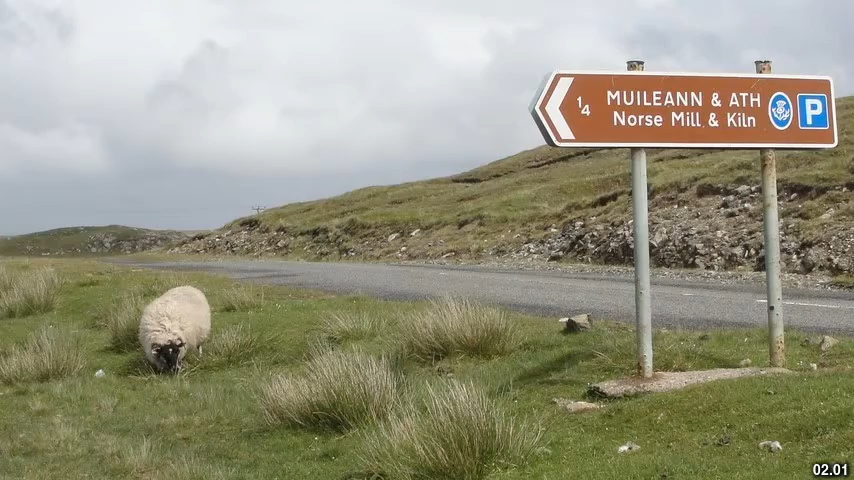 1/4
MUILEANN & ATH
Norse Mill & Kiln
P
02.01